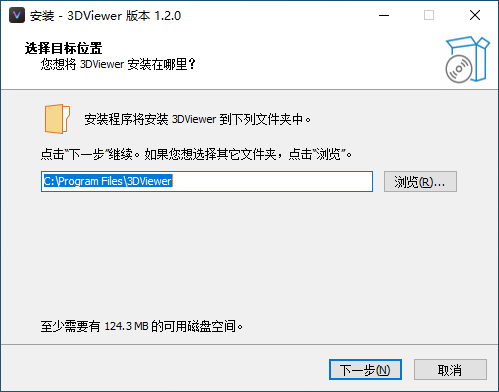 安装 - 3DViewer 版本 1.2.0
选择目标位置
您想将 3DViewer 安装在哪里？
安装程序将安装 3DViewer 到下列文件夹中。
点击“下一步”继续。如果您想选择其它文件夹，点击“浏览”。
C:\Program Files\3DViewer
浏览(R)...
至少需要有 124.3 MB 的可用磁盘空间。
下一步(N)
取消